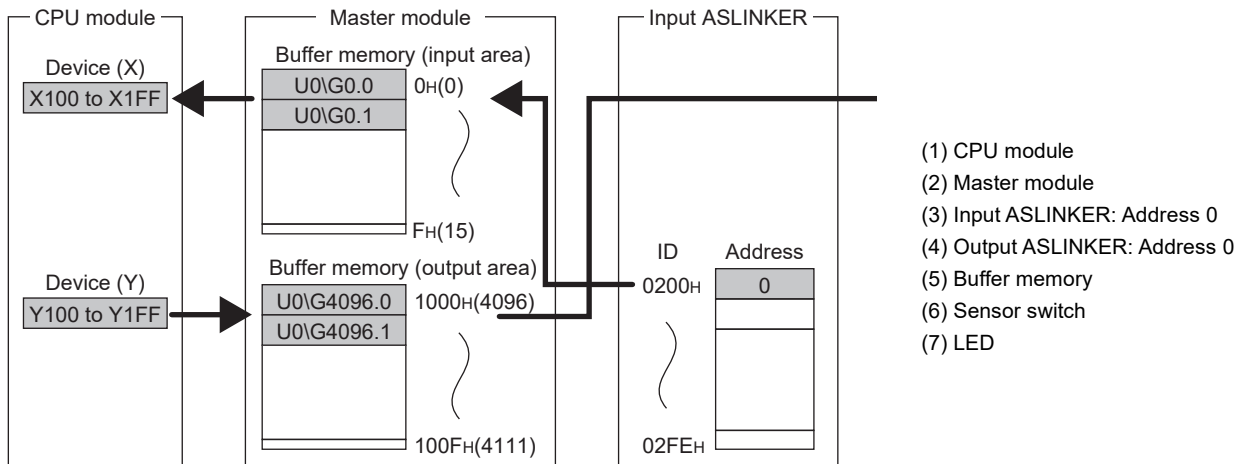 CPU module
Device (X)
X100 to X1FF
Device (Y)
Y100 to Y1FF
Master module
Buffer memory (input area)
U0\G0.0
0H(0)
U0\G0.1
FH(15)
Buffer memory (output area)
U0\G4096.0
1000H(4096)
U0\G4096.1
100FH(4111)
Input ASLINKER
ID
Address
0200H
0
02FEH
(1) CPU module
(2) Master module
(3) Input ASLINKER: Address 0
(4) Output ASLINKER: Address 0
(5) Buffer memory
(6) Sensor switch
(7) LED